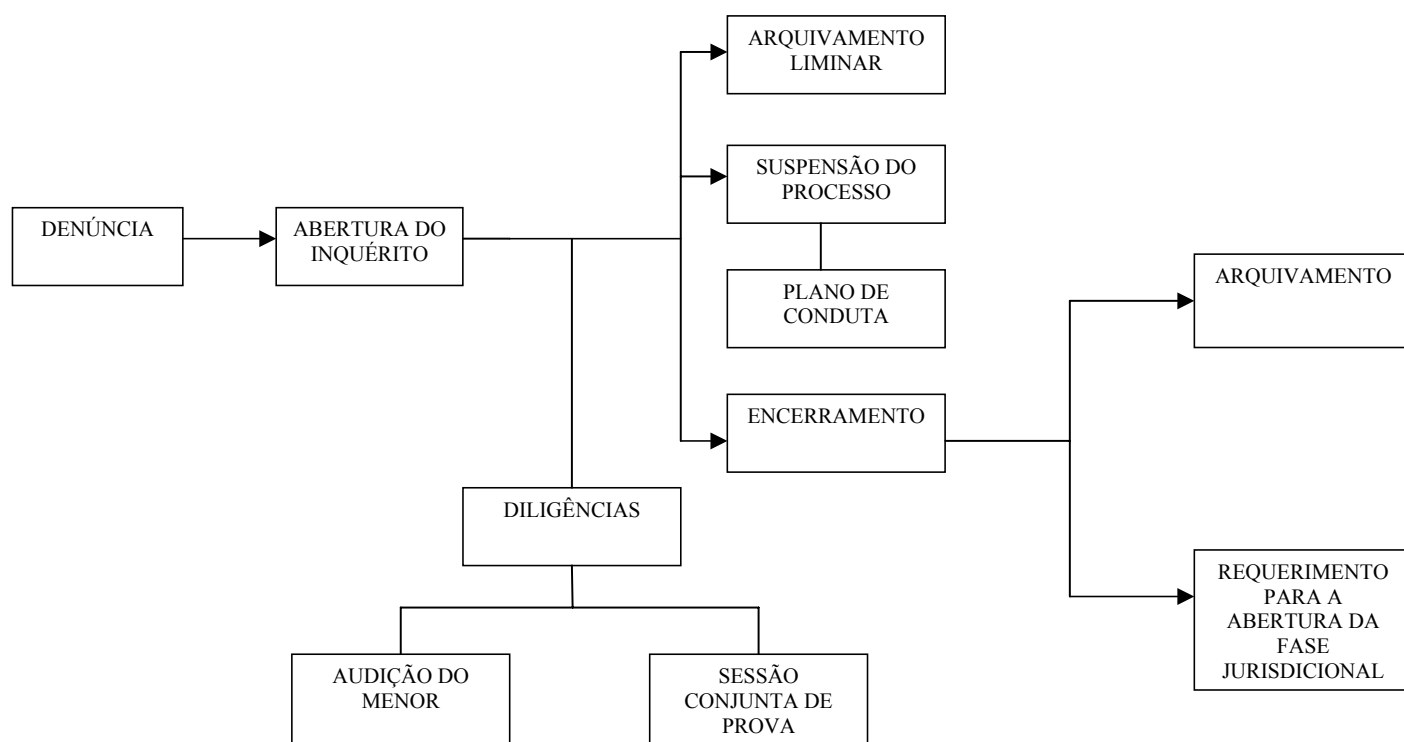 DENÚNCIA
ABERTURA DO
INQUÉRITO
ARQUIVAMENTO
LIMINAR
SUSPENSÃO DO
PROCESSO
PLANO DE
CONDUTA
ENCERRAMENTO
ARQUIVAMENTO
REQUERIMENTO
PARA A
ABERTURA DA
FASE
JURISDICIONAL
DILIGÊNCIAS
AUDIÇÃO DO
MENOR
SESSÃO
CONJUNTA DE
PROVA